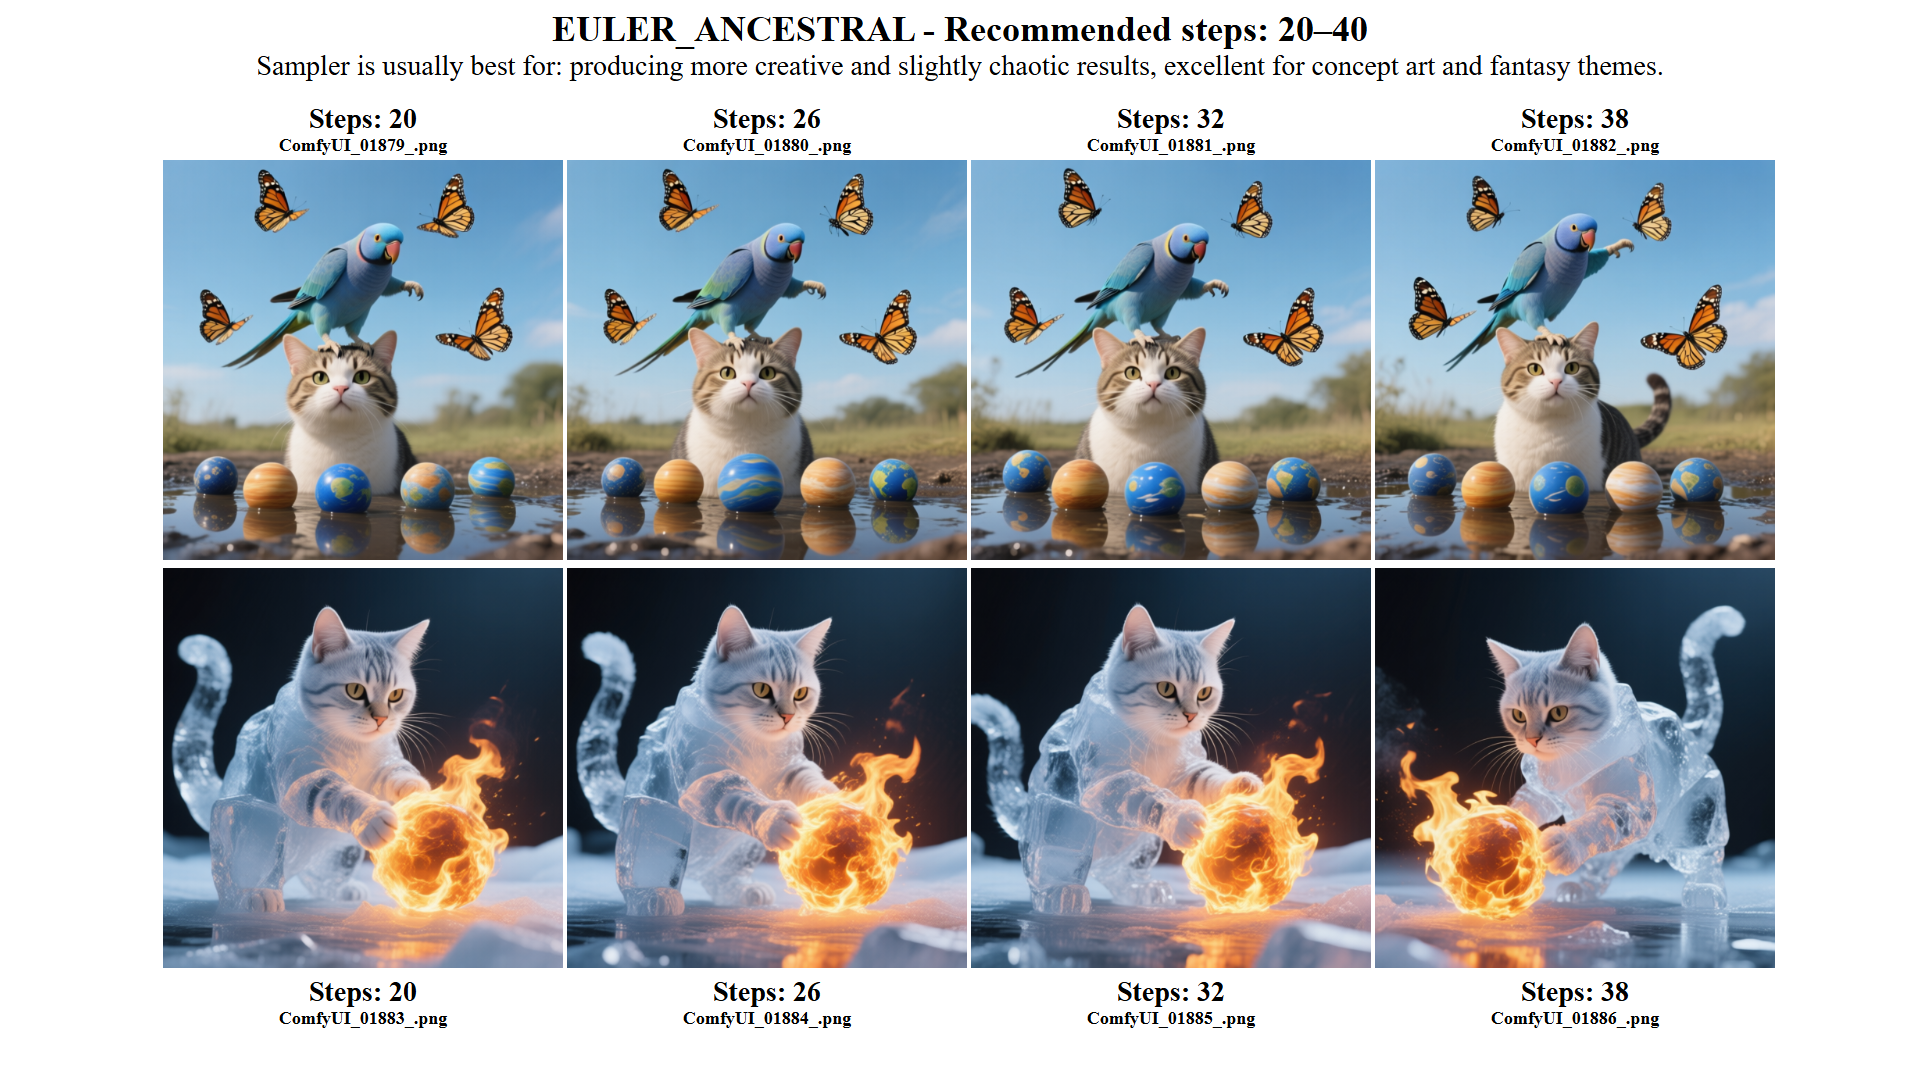 EULER_ANCESTRAL - Recommended steps: 20–40
Sampler is usually best for: producing more creative and slightly chaotic results, excellent for concept art and fantasy themes.
Steps: 20
ComfyUI_01879_.png
Steps: 26
ComfyUI_01880_.png
Steps: 32
ComfyUI_01881_.png
Steps: 38
ComfyUI_01882_.png
Steps: 20
ComfyUI_01883_.png
Steps: 26
ComfyUI_01884_.png
Steps: 32
ComfyUI_01885_.png
Steps: 38
ComfyUI_01886_.png